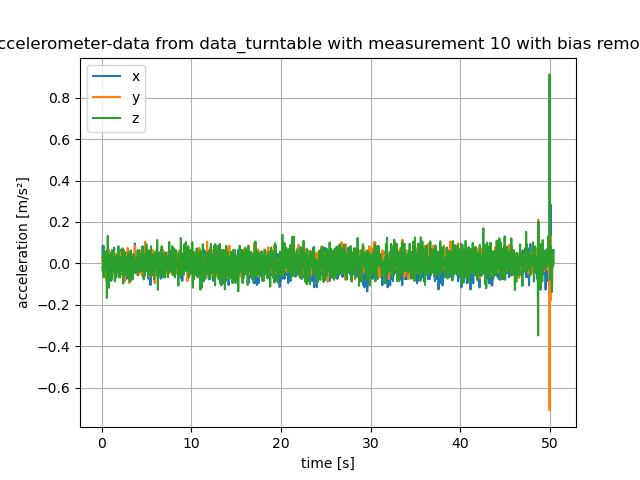 ccelerometer-data from data_turntable with measurement 10 with bias remo
x
y
z
0.8
0.6
0.4
0.2
0.0
−0.2
−0.4
−0.6
acceleration [m/s²]
0 10 20 30 40 50
time [s]